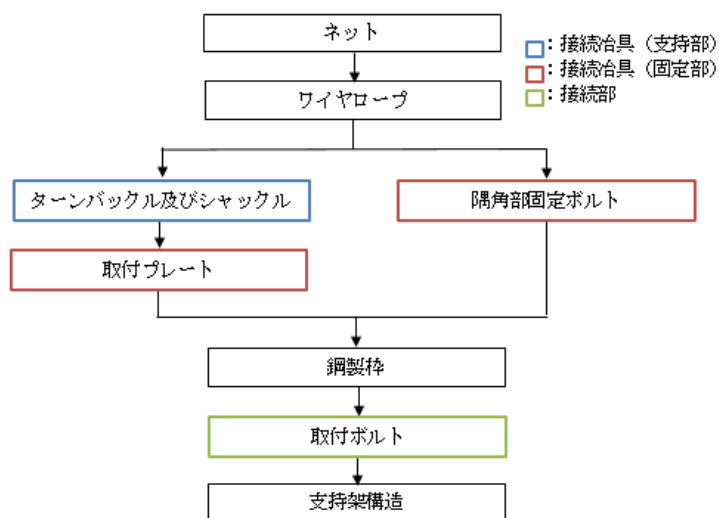 ネット
：接続冶具（支持部）
：接続冶具（固定部）
：接続部
ワイヤロープ
ターンバックル及びシャックル
隅角部固定ボルト
取付プレート
鋼製枠
取付ボルト
支持架構造